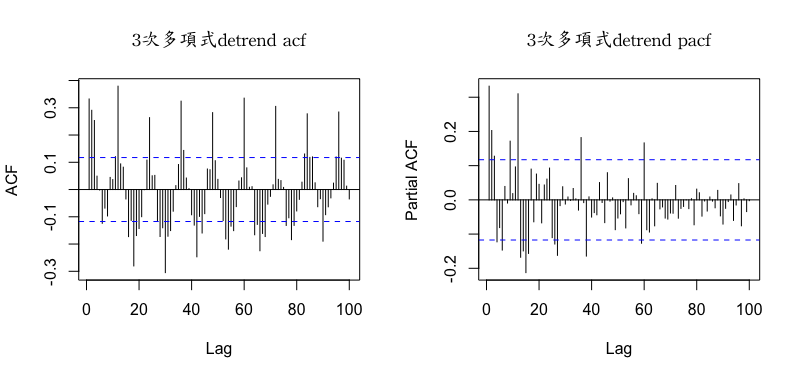 3次多項式detrend acf
ACF
0.3
0.1
-0.1
-0.3
0 20 40 60 80 100
Lag
3次多項式detrend pacf
Partial ACF
0.2
0.0
-0.2
0 20 40 60 80 100
Lag